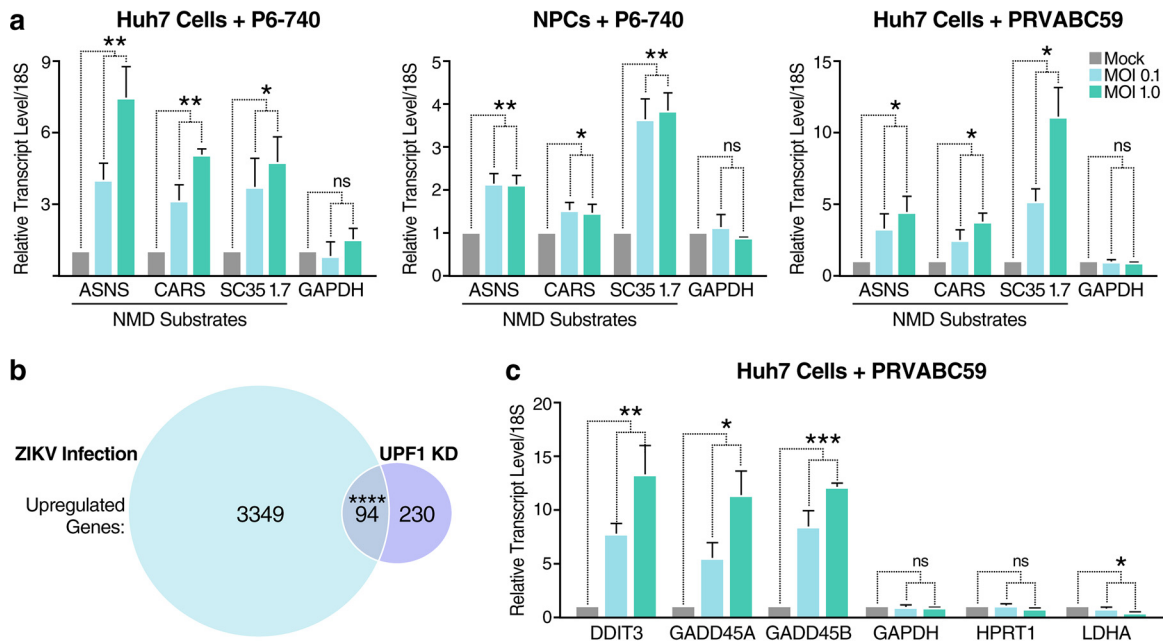 a
Huh7 Cells + P6-740
Relative Transcript Level/18S
9
6
3
**
**
*
ns
ASNS CARS SC35 1.7 GAPDH
NMD Substrates
NPCs + P6-740
Relative Transcript Level/18S
5
4
3
2
1
0
**
*
**
ns
ASNS CARS SC35 1.7 GAPDH
NMD Substrates
Huh7 Cells + PRVABC59
Relative Transcript Level/18S
15
10
5
0
*
*
*
ns
Mock
MOI 0.1
MOI 1.0
ASNS CARS SC35 1.7 GAPDH
NMD Substrates
b
ZIKV Infection
UPF1 KD
Upregulated
Genes:
3349
****
94
230
c
Huh7 Cells + PRVABC59
Relative Transcript Level/18S
20
15
10
5
0
**
*
***
ns
ns
*
DDIT3 GADD45A GADD45B GAPDH HPRT1 LDHA